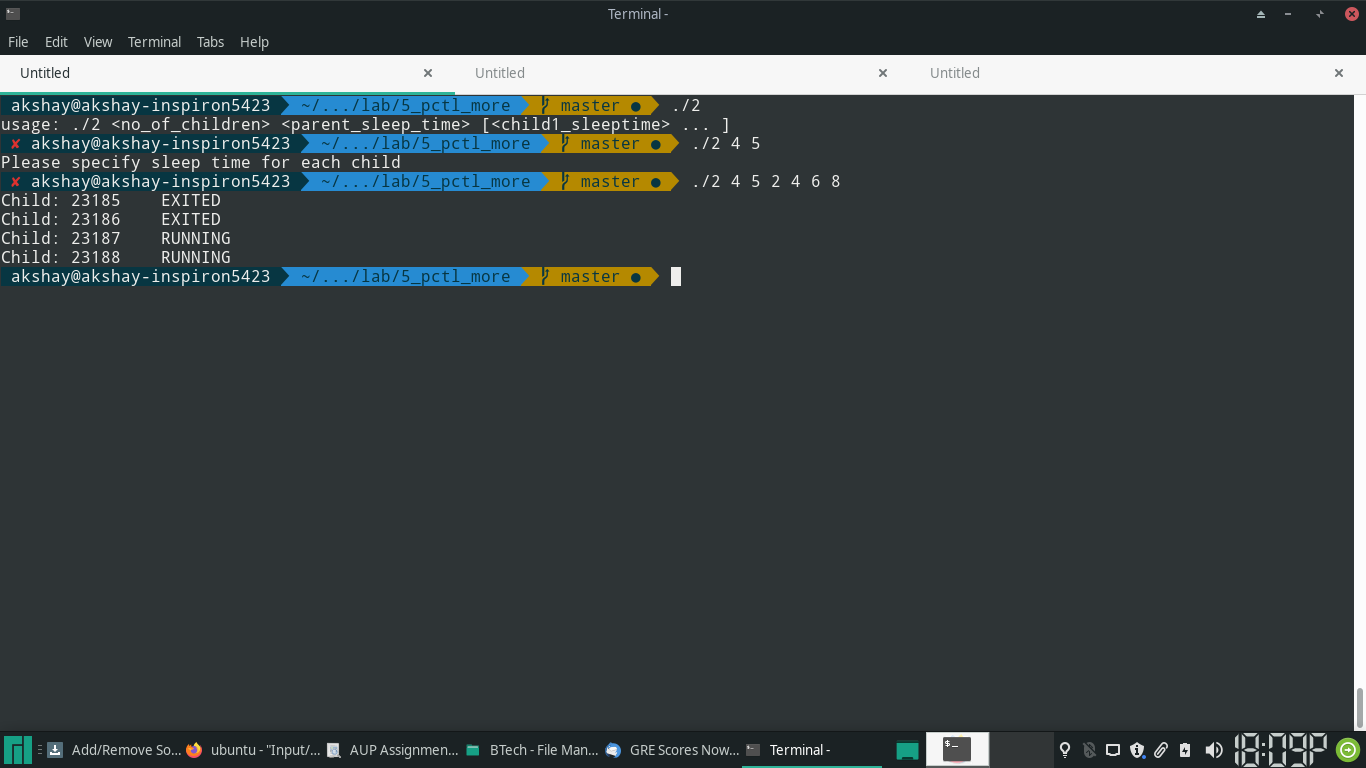 Terminal -
File Edit View Terminal Tabs Help
Untitled Untitled Untitled
akshay@akshay-inspiron5423 ~/.../lab/5_pctl_more master ● ./2
usage: ./2 <no_of_children> <parent_sleep_time> [<child1_sleeptime> ... ]
✘ akshay@akshay-inspiron5423 ~/.../lab/5_pctl_more master ● ./2 4 5
Please specify sleep time for each child
✘ akshay@akshay-inspiron5423 ~/.../lab/5_pctl_more master ● ./2 4 5 2 4 6 8
Child: 23185 EXITED
Child: 23186 EXITED
Child: 23187 RUNNING
Child: 23188 RUNNING
akshay@akshay-inspiron5423 ~/.../lab/5_pctl_more master ●
Add/Remove So... ubuntu - "Input/... AUP Assignmen... BTech - File Man... GRE Scores Now... Terminal - 18:09P